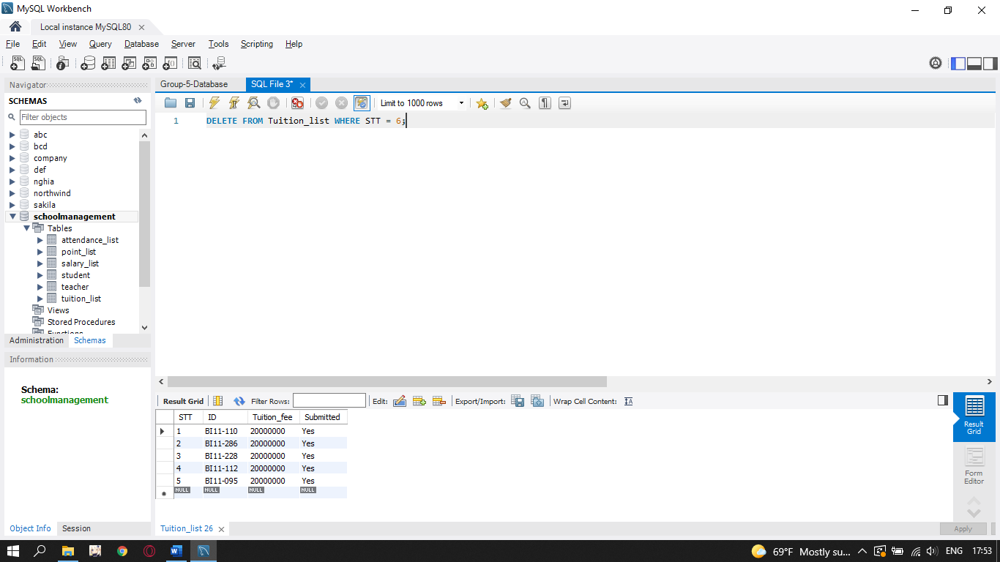 MySQL Workbench
Local instance MySQL80
File Edit View Query Database Server Tools Scripting Help
Navigator
SCHEMAS
Filter objects
abc
bcd
company
def
nghia
northwind
sakila
schoolmanagement
Tables
attendance_list
point_list
salary_list
student
teacher
tuition_list
Views
Stored Procedures
Functions
Administration Schemas
Information
Schema:
schoolmanagement
Object Info Session
Group-5-Database SQL File 3*
Limit to 1000 rows
1 DELETE FROM Tuition_list WHERE STT = 6;
Result Grid Filter Rows: Edit: Export/Import: Wrap Cell Content:
STT ID Tuition_fee Submitted
1 BI11-110 20000000 Yes
2 BI11-286 20000000 Yes
3 BI11-228 20000000 Yes
4 BI11-112 20000000 Yes
5 BI11-095 20000000 Yes
NULL NULL NULL NULL
Result
Grid
Form
Editor
Tuition_list 26
Apply
69°F Mostly su... ENG 17:53